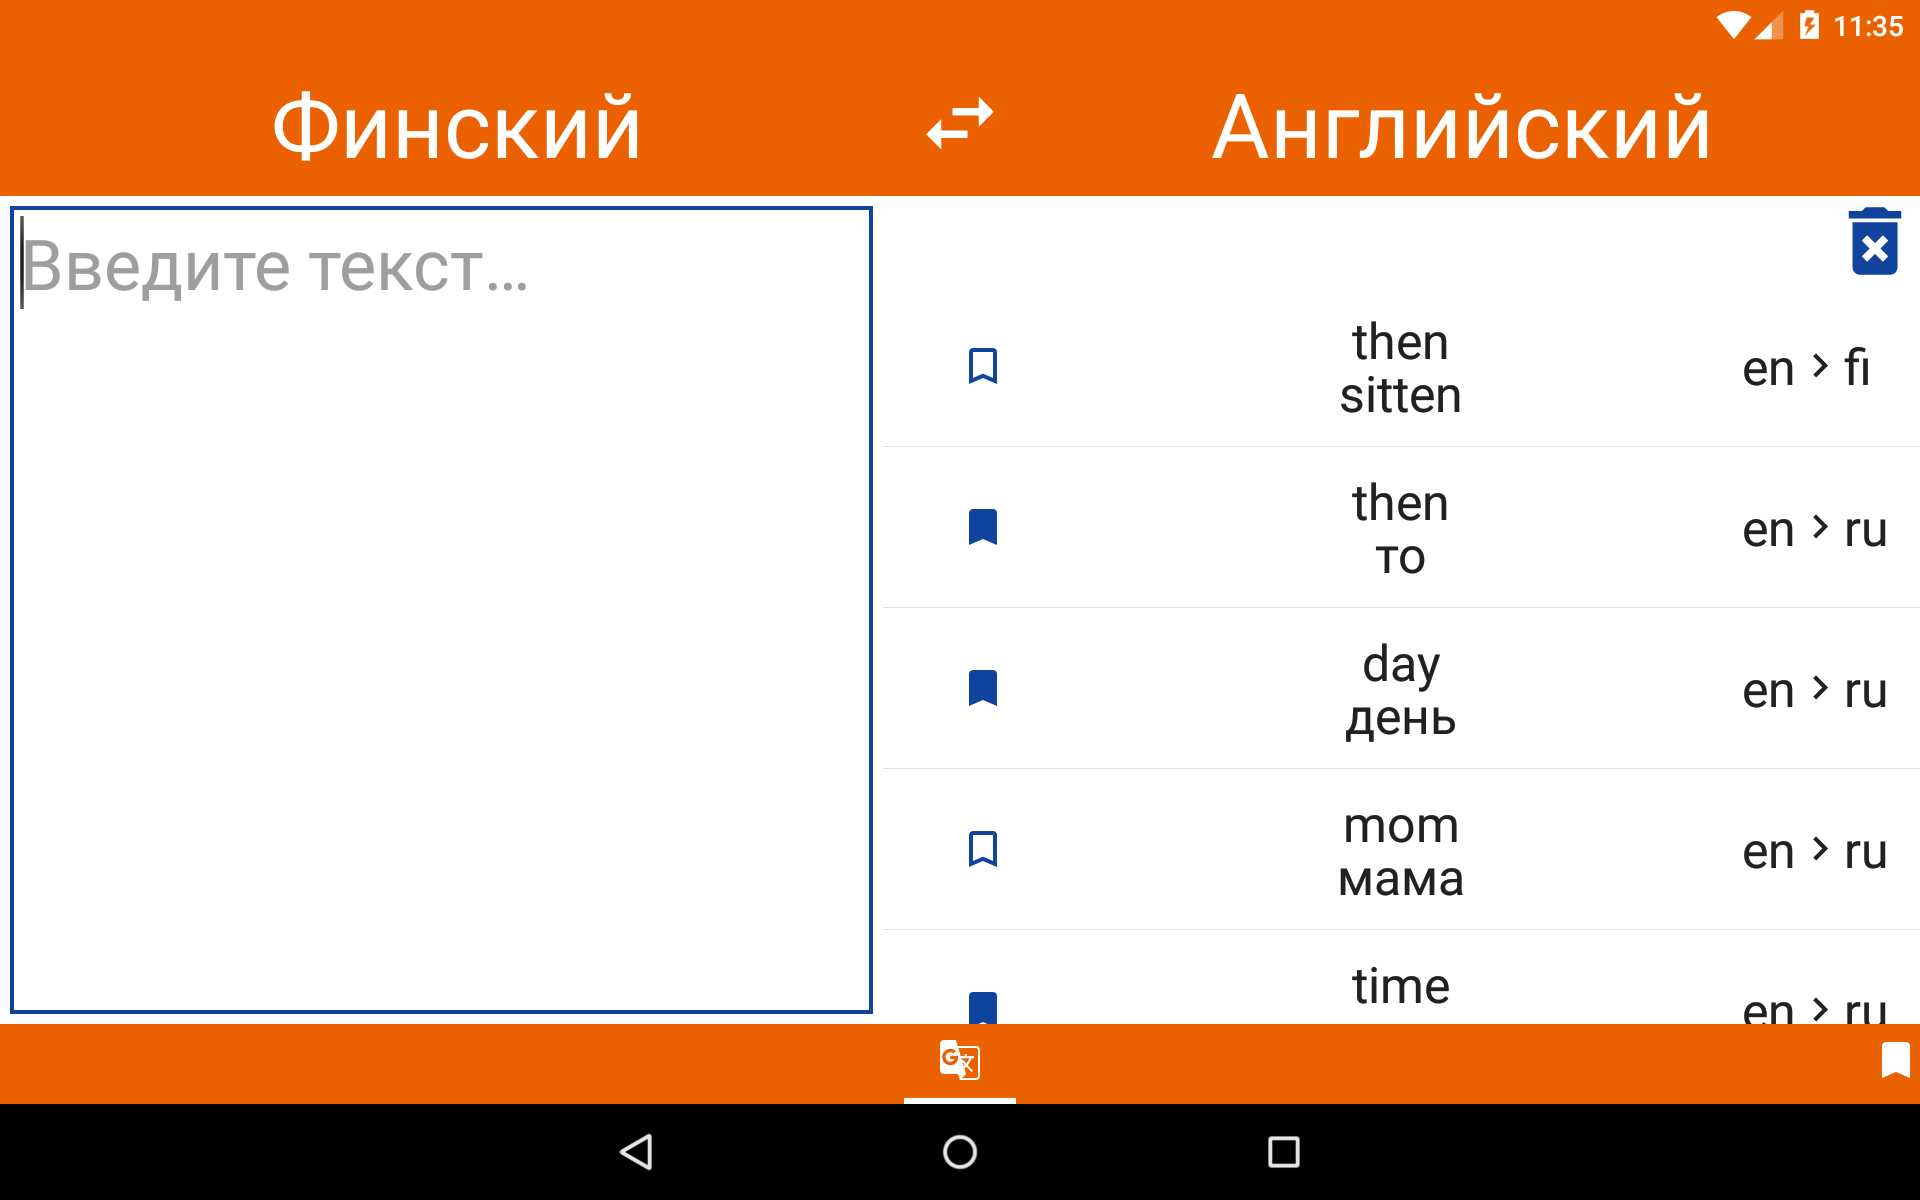 11:35
Финский
Английский
Введите текст...
then
sitten
en > fi
then
то
en > ru
day
день
en > ru
mom
мама
en > ru
time
en > ru